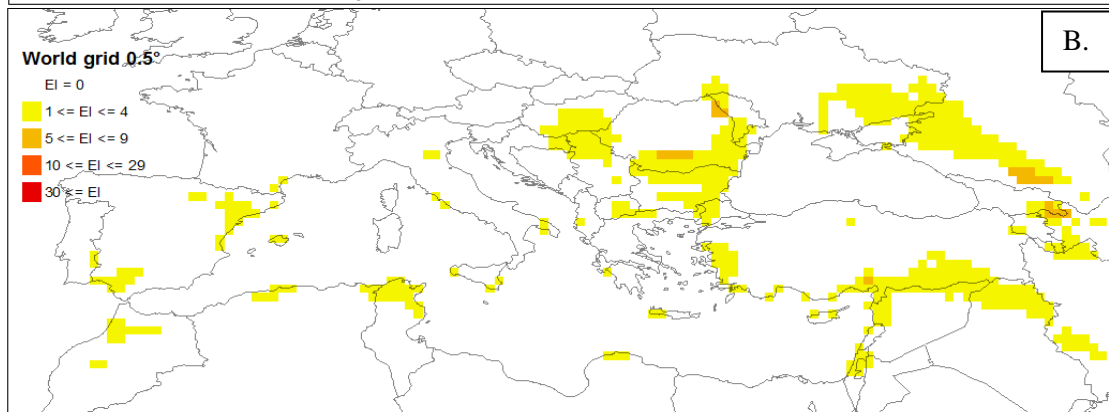 B.
World grid 0.5°
EI = 0
1 <= EI <= 4
5 <= EI <= 9
10 <= EI <= 29
30 <= EI